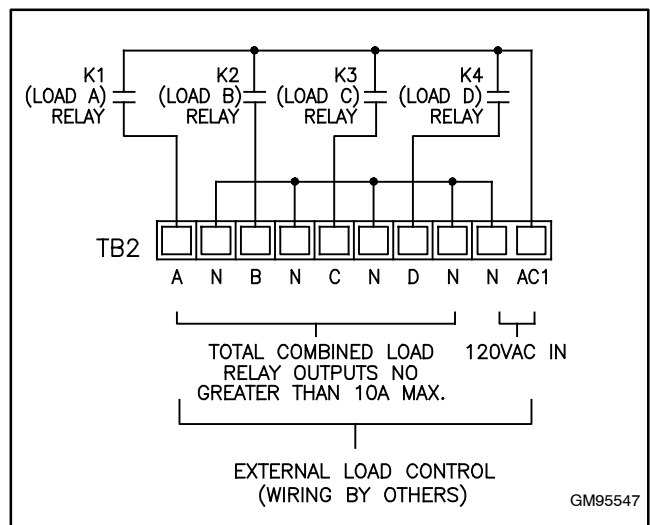 K1
(LOAD A)
RELAY
K2
(LOAD B)
RELAY
K3
(LOAD C)
RELAY
K4
(LOAD D)
RELAY
TB2
A N B N C N D N N AC1
TOTAL COMBINED LOAD
RELAY OUTPUTS NO
GREATER THAN 10A MAX.
120VAC IN
EXTERNAL LOAD CONTROL
(WIRING BY OTHERS)
GM95547